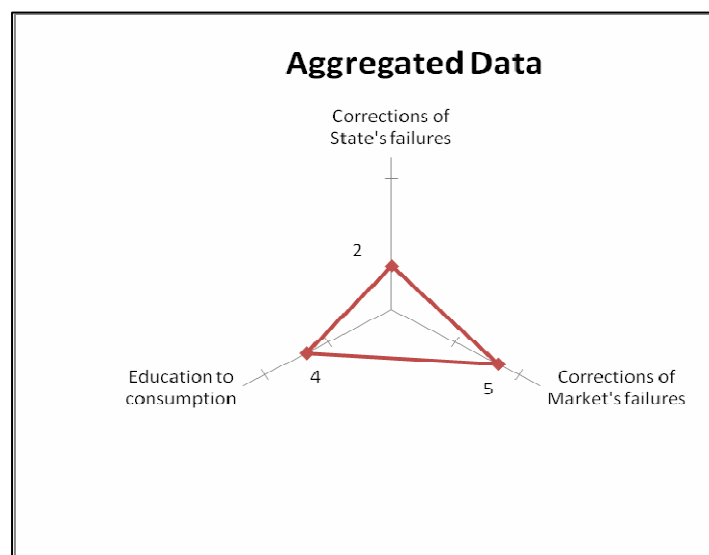 Aggregated Data
Corrections of
State's failures
2
4
5
Education to
consumption
Corrections of
Market's failures